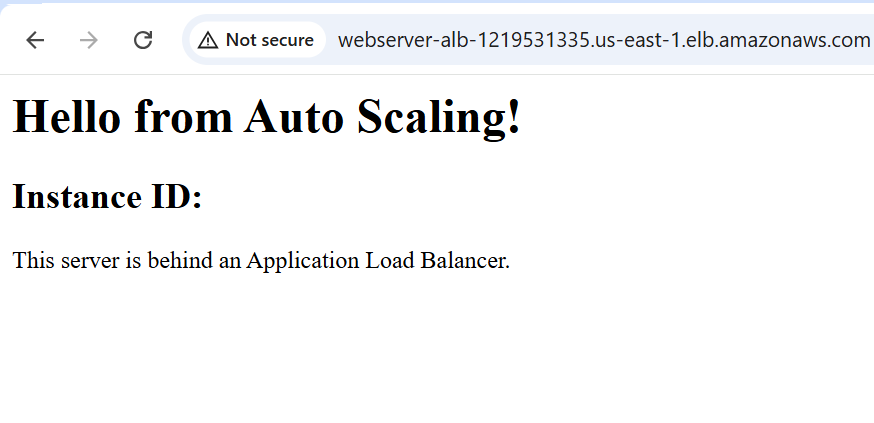 Not secure webserver-alb-1219531335.us-east-1.elb.amazonaws.com
Hello from Auto Scaling!
Instance ID:
This server is behind an Application Load Balancer.